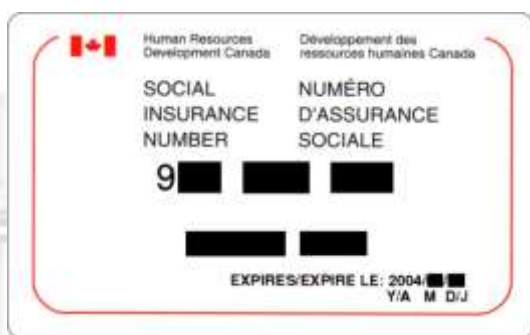 Human Resources Development Canada
Développement des ressources humaines Canada
SOCIAL INSURANCE NUMBER
NUMÉRO D'ASSURANCE SOCIALE
9
EXPIRES/EXPIRE LE: 2004/ /
Y/A M D/J